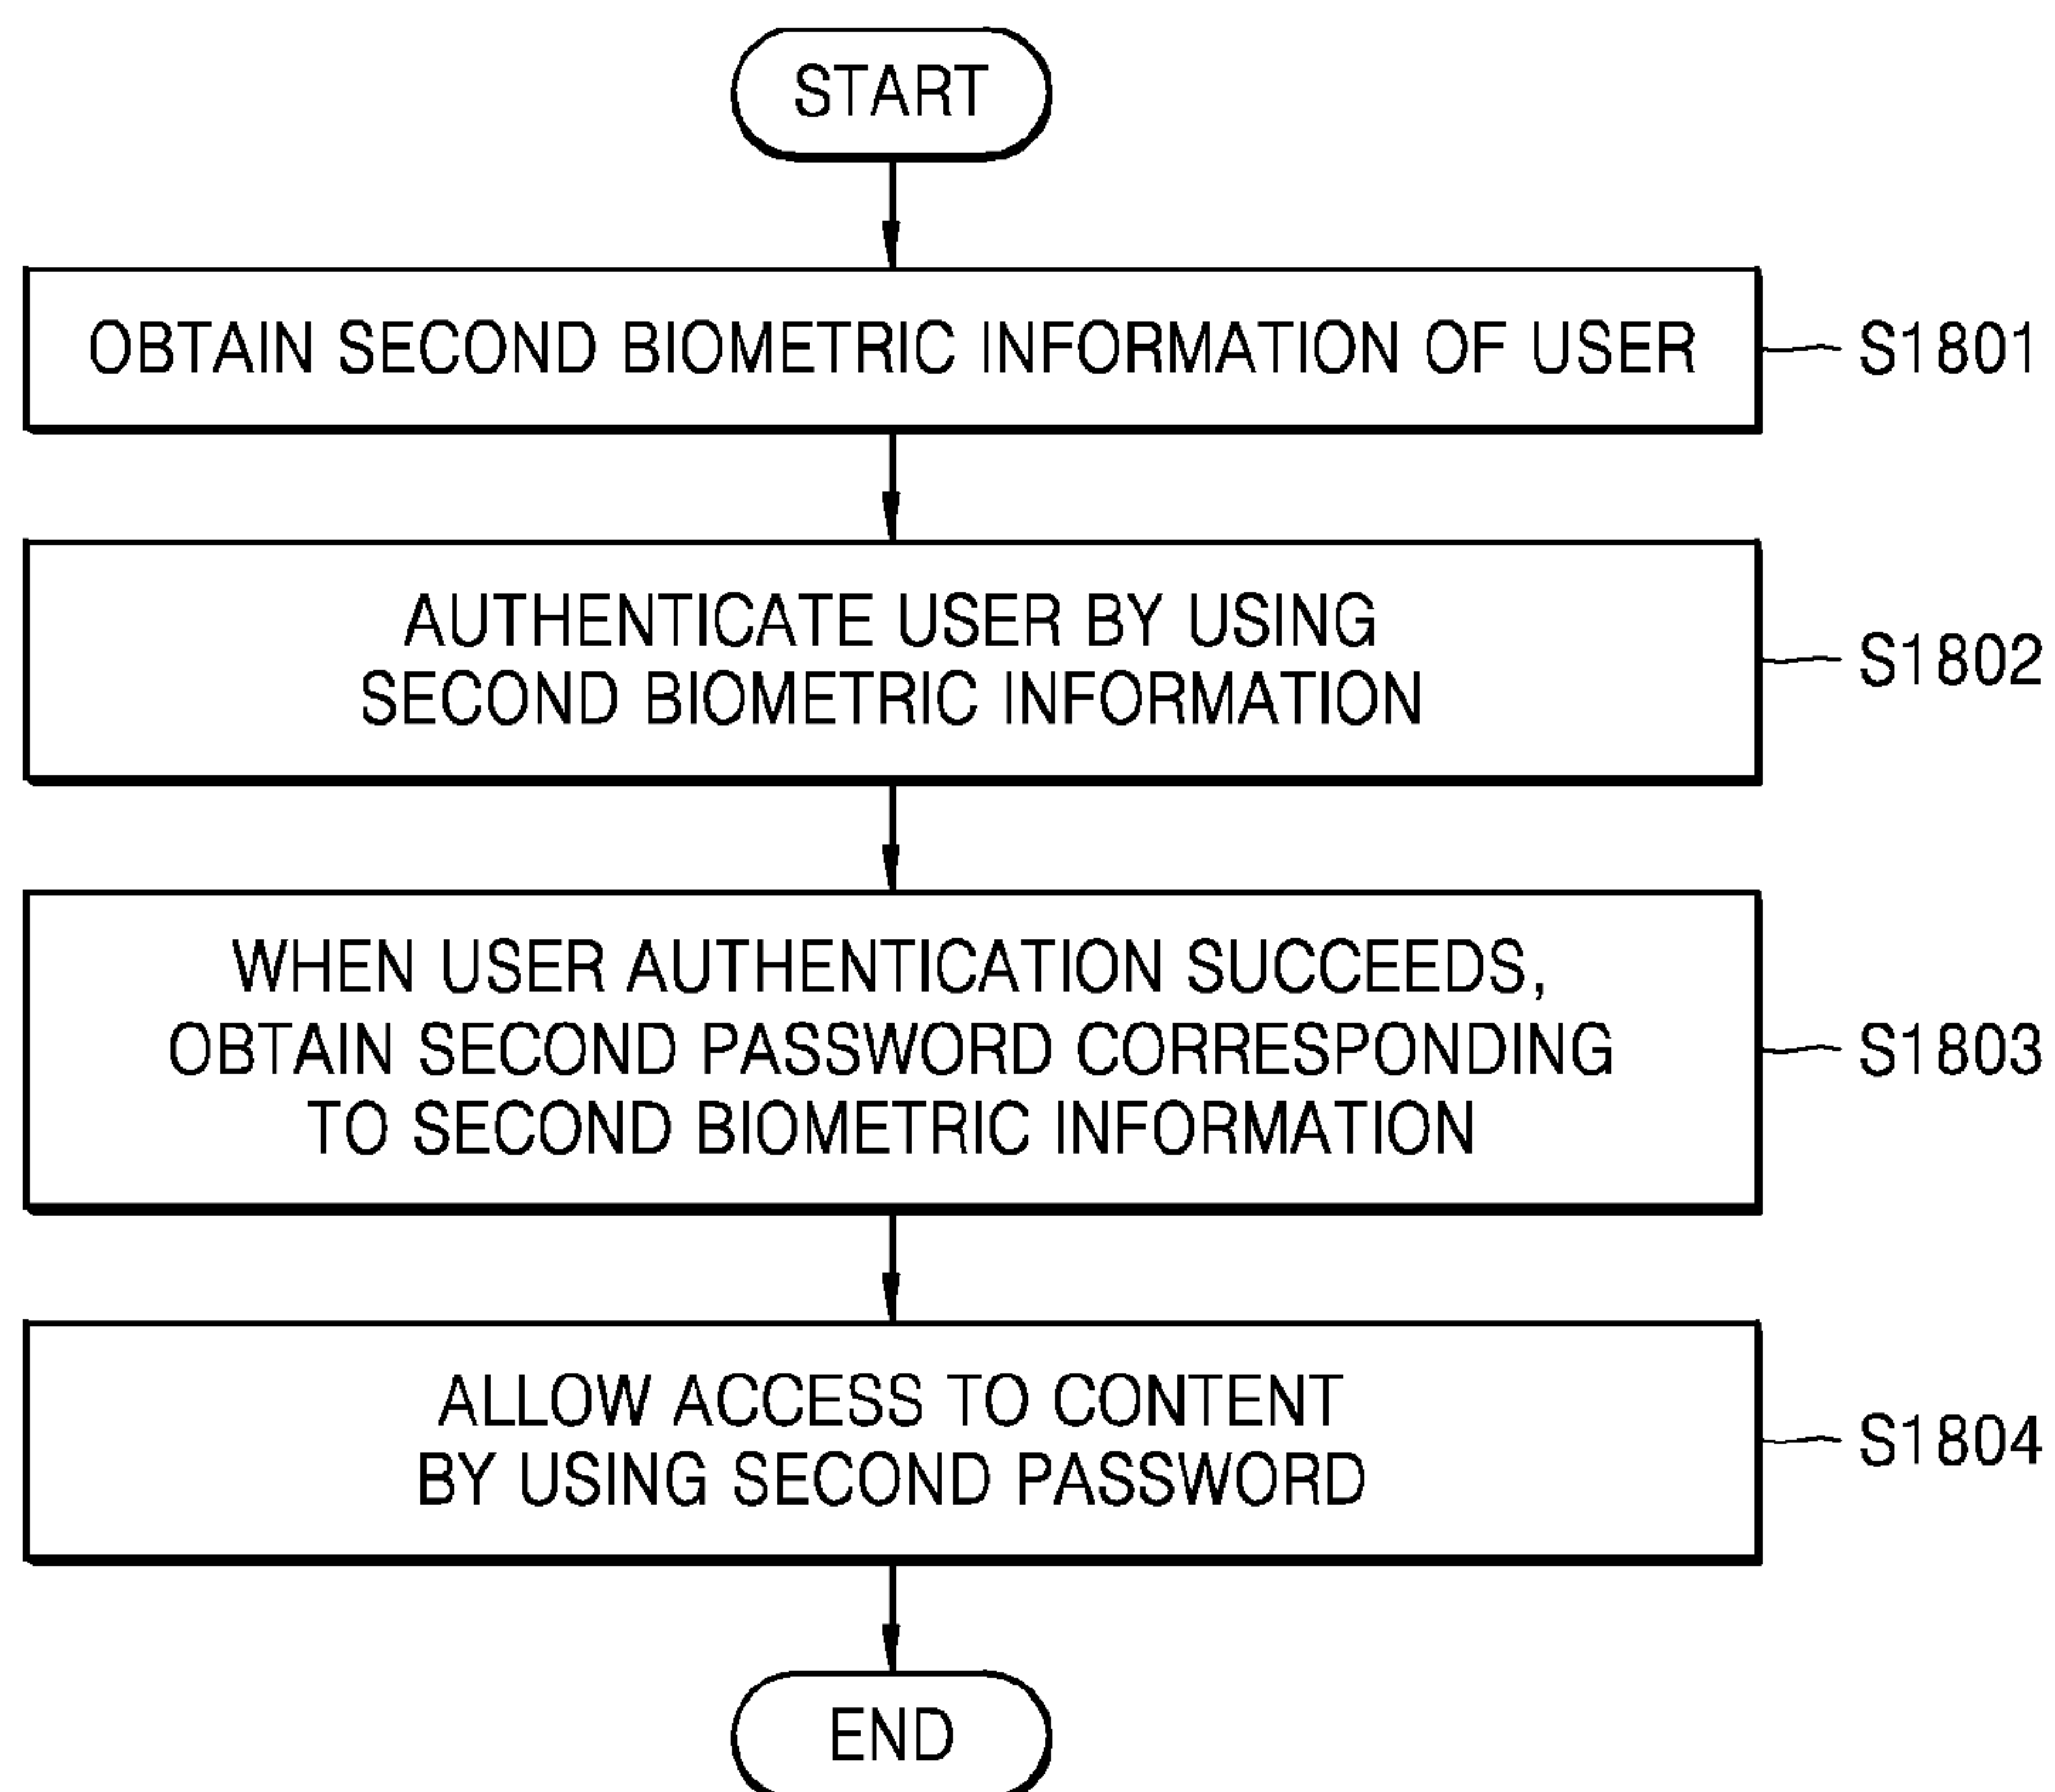 START
OBTAIN SECOND BIOMETRIC INFORMATION OF USER
S1801
AUTHENTICATE USER BY USING
SECOND BIOMETRIC INFORMATION
S1802
WHEN USER AUTHENTICATION SUCCEEDS,
OBTAIN SECOND PASSWORD CORRESPONDING
TO SECOND BIOMETRIC INFORMATION
S1803
ALLOW ACCESS TO CONTENT
BY USING SECOND PASSWORD
S1804
END